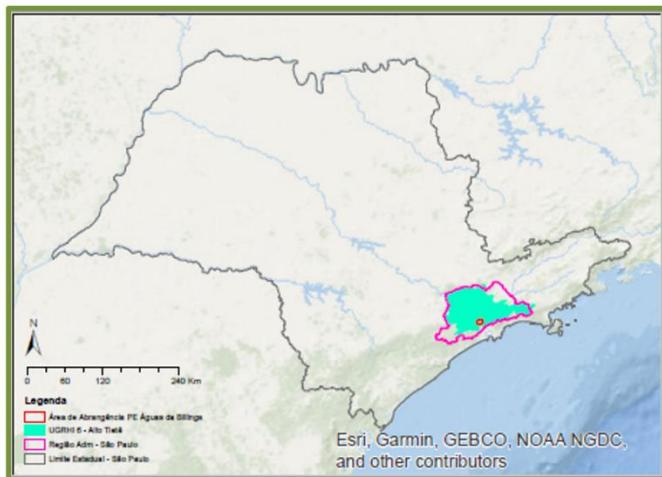 N
0 60 120 240 Km
Legenda
Área de Abrangência PE Águas da Billings
UGRHI 6 - Alto Tietê
Região Adm - São Paulo
Limite Estadual - São Paulo
Esri, Garmin, GEBCO, NOAA NGDC,
and other contributors